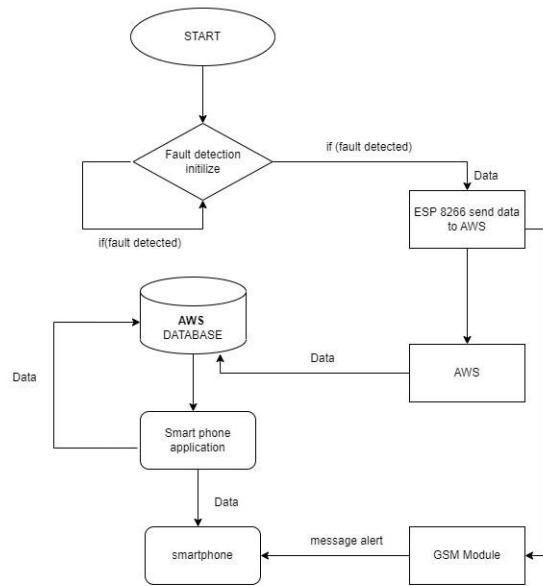 START
Fault detection
initilize
if (fault detected)
Data
if(fault detected)
ESP 8266 send data
to AWS
AWS
DATABASE
Data
AWS
Data
Smart phone
application
Data
smartphone
message alert
GSM Module